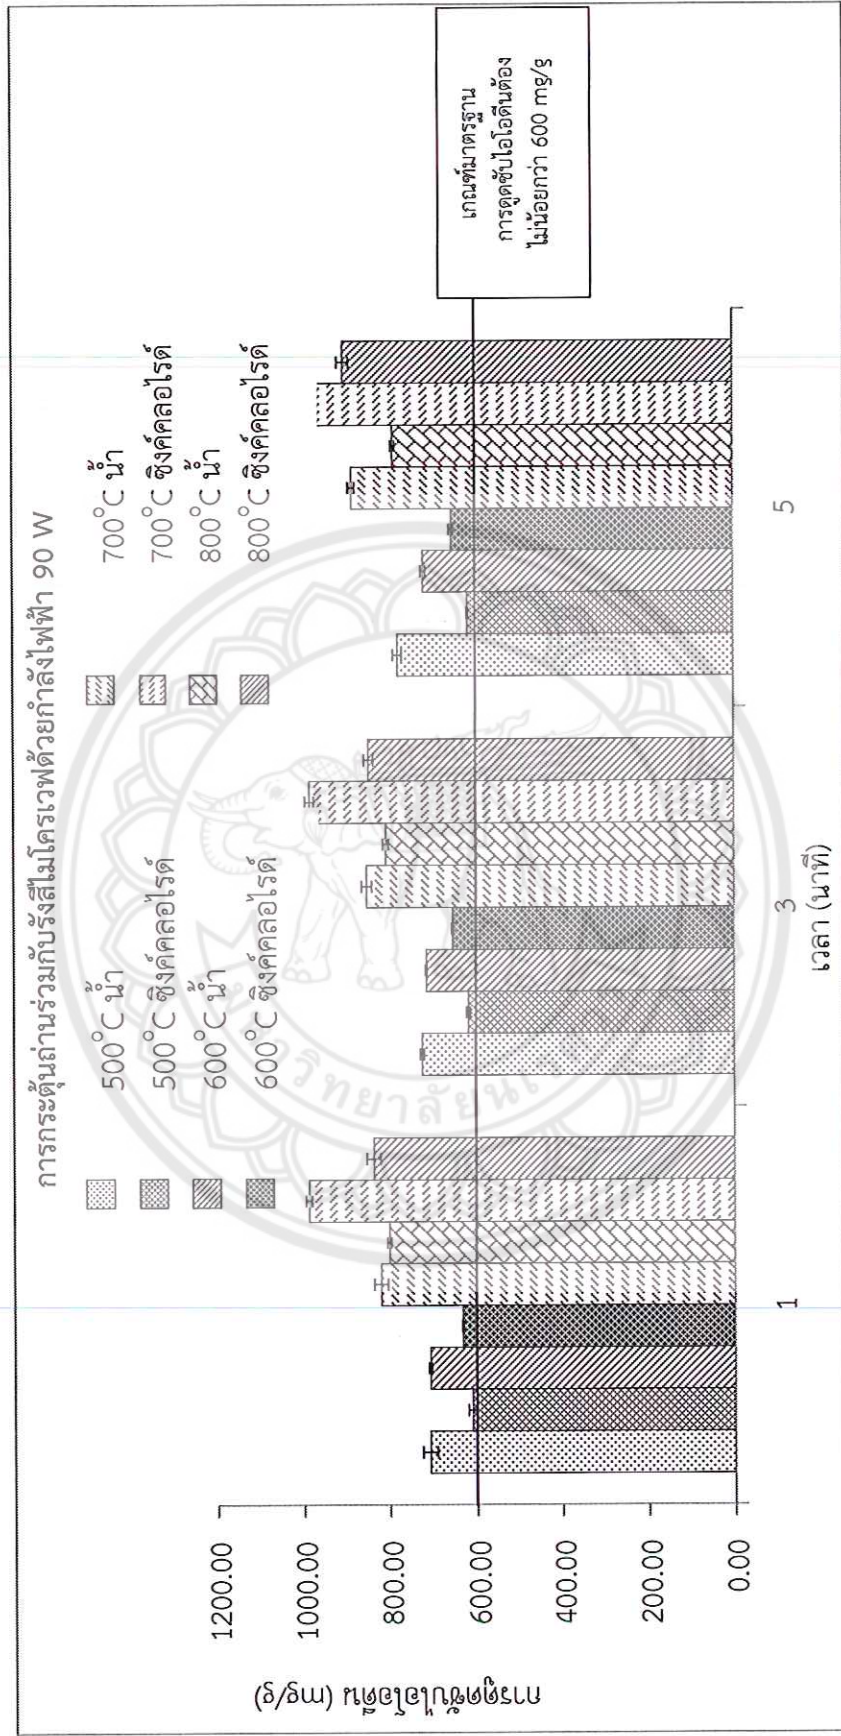 การกระตุ้นถ่านร่วมกับรังสีไมโครเวฟด้วยกำลังไฟฟ้า 90 W
500°C น้ำ
500°C ซิงค์คลอไรด์
600°C น้ำ
600°C ซิงค์คลอไรด์
700°C น้ำ
700°C ซิงค์คลอไรด์
800°C น้ำ
800°C ซิงค์คลอไรด์
การดูดซับไอโอดีน (mg/g)
1200.00
1000.00
800.00
600.00
400.00
200.00
0.00
1
3
5
เวลา (นาที)
เกณฑ์มาตรฐาน
การดูดซับไอโอดีนต้อง
ไม่น้อยกว่า 600 mg/g